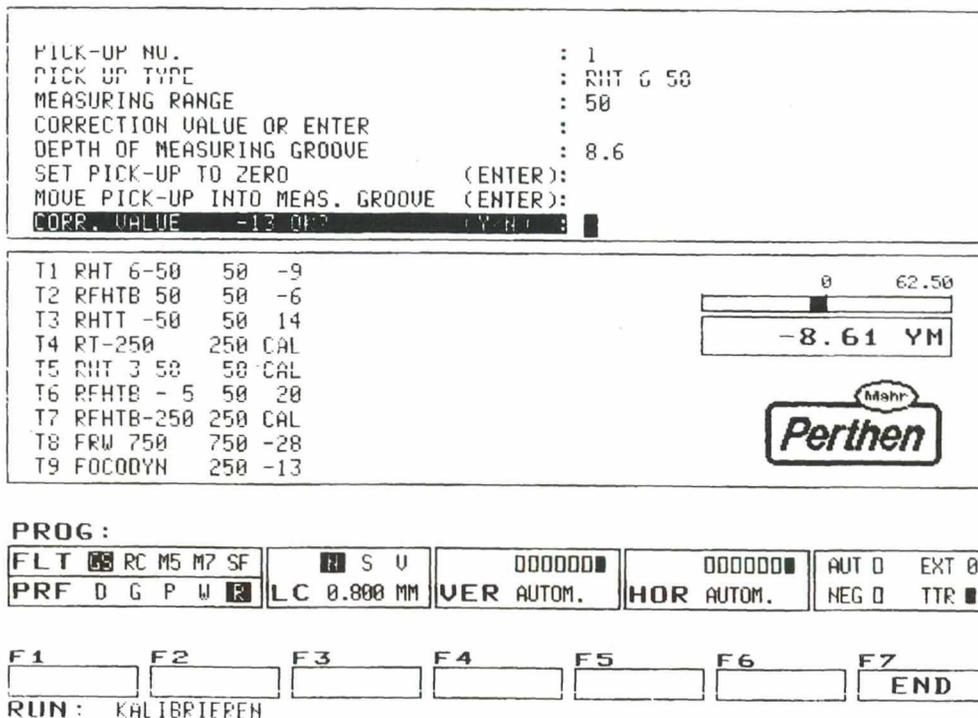 PICK-UP NO. : 1
PICK UP TYPE : RHT 6 50
MEASURING RANGE : 50
CORRECTION VALUE OR ENTER :
DEPTH OF MEASURING GROOVE : 8.6
SET PICK-UP TO ZERO (ENTER):
MOVE PICK-UP INTO MEAS. GROOVE (ENTER):
CORR. VALUE -13 OK? (Y/N) :
T1 RHT 6-50 50 -9
T2 RFHTB 50 50 -6
T3 RHTT -50 50 14
T4 RT-250 250 CAL
T5 RHT 3 50 50 CAL
T6 RFHTB - 5 50 20
T7 RFHTB-250 250 CAL
T8 FRW 750 750 -28
T9 FOCODYN 250 -13
0 62.50
-8.61 YM
Mahr
Perthen
PROG:
FLT GS RC M5 M7 SF N S V AUT EXT 0
PRF D G P W R LC 0.800 MM VER AUTOM. HOR AUTOM. NEG TTR
F1 F2 F3 F4 F5 F6 F7
END
RUN: KALIBRIEREN